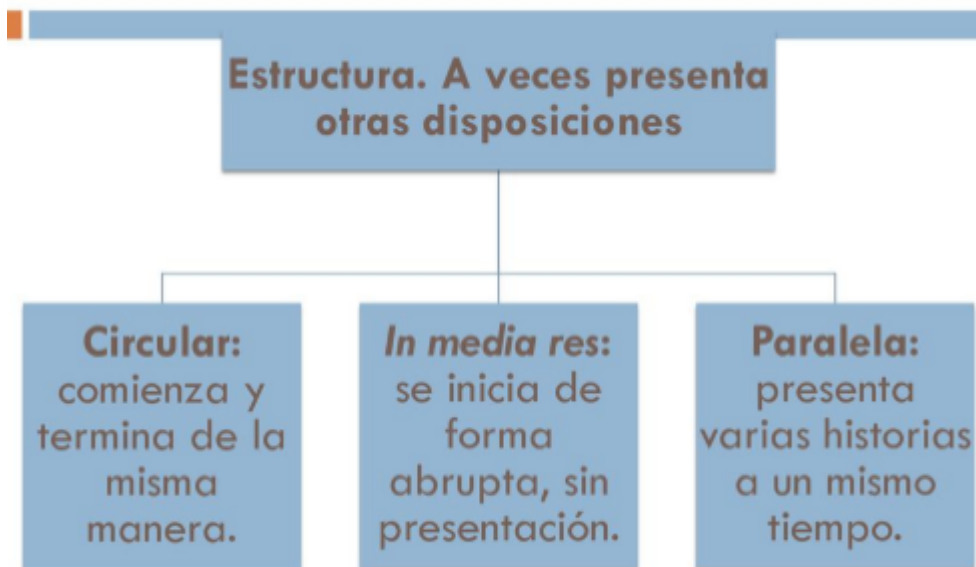 Estructura. A veces presenta
otras disposiciones
Circular:
comienza y
termina de la
misma
manera.
In media res:
se inicia de
forma
abrupta, sin
presentación.
Paralela:
presenta
varias historias
a un mismo
tiempo.